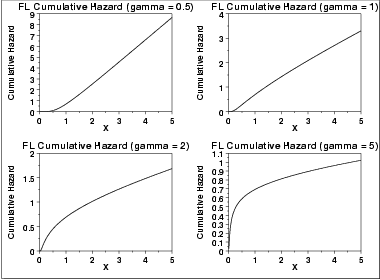 FL Cumulative Hazard (gamma = 0.5)
FL Cumulative Hazard (gamma = 1)
Cumulative Hazard
9
8
7
6
5
4
3
2
1
0
0 1 2 3 4 5
X
Cumulative Hazard
4
3
2
1
0
0 1 2 3 4 5
X
FL Cumulative Hazard (gamma = 2)
FL Cumulative Hazard (gamma = 5)
Cumulative Hazard
2
1.5
1
0.5
0
0 1 2 3 4 5
X
Cumulative Hazard
1.1
1
0.9
0.8
0.7
0.6
0.5
0.4
0.3
0.2
0.1
0
0 1 2 3 4 5
X